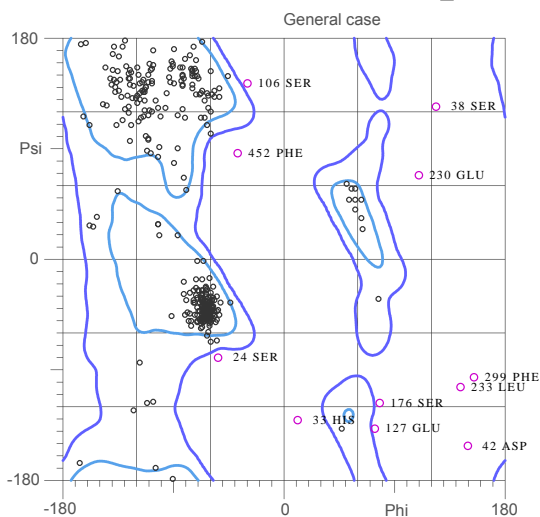 General case
180
106 SER
38 SER
Psi
452 PHE
230 GLU
0
24 SER
299 PHE
233 LEU
176 SER
33 HIS
127 GLU
42 ASP
-180
-180
0
Phi
180